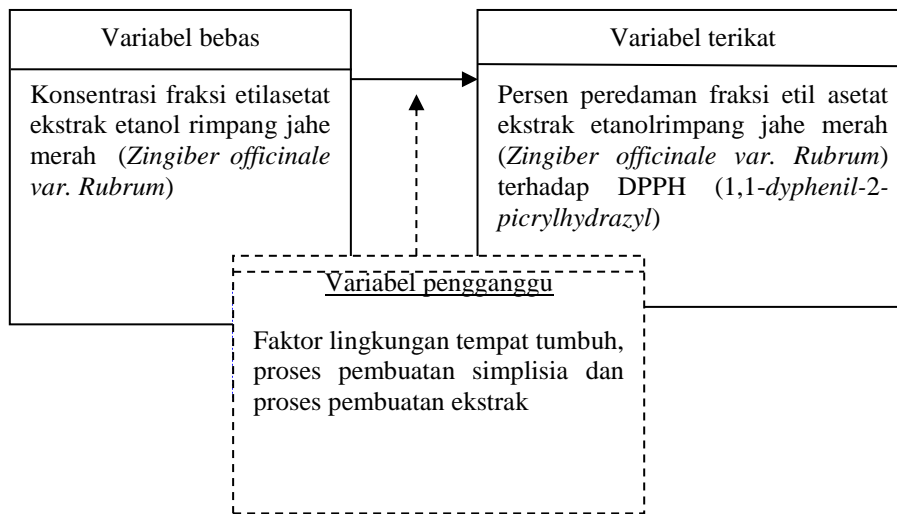 Variabel bebas
Konsentrasi fraksi etilasetat
ekstrak etanol rimpang jahe
merah (Zingiber officinale
var. Rubrum)
Variabel terikat
Persen peredaman fraksi etil asetat
ekstrak etanolrimpang jahe merah
(Zingiber officinale var. Rubrum)
terhadap DPPH (1,1-dyphenil-2-
picrylhydrazyl)
Variabel pengganggu
Faktor lingkungan tempat tumbuh,
proses pembuatan simplisia dan
proses pembuatan ekstrak